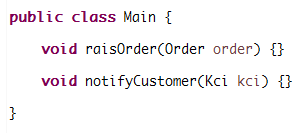 public class Main {
void raisOrder(Order order) {}
void notifyCustomer(Kci kci) {}
}